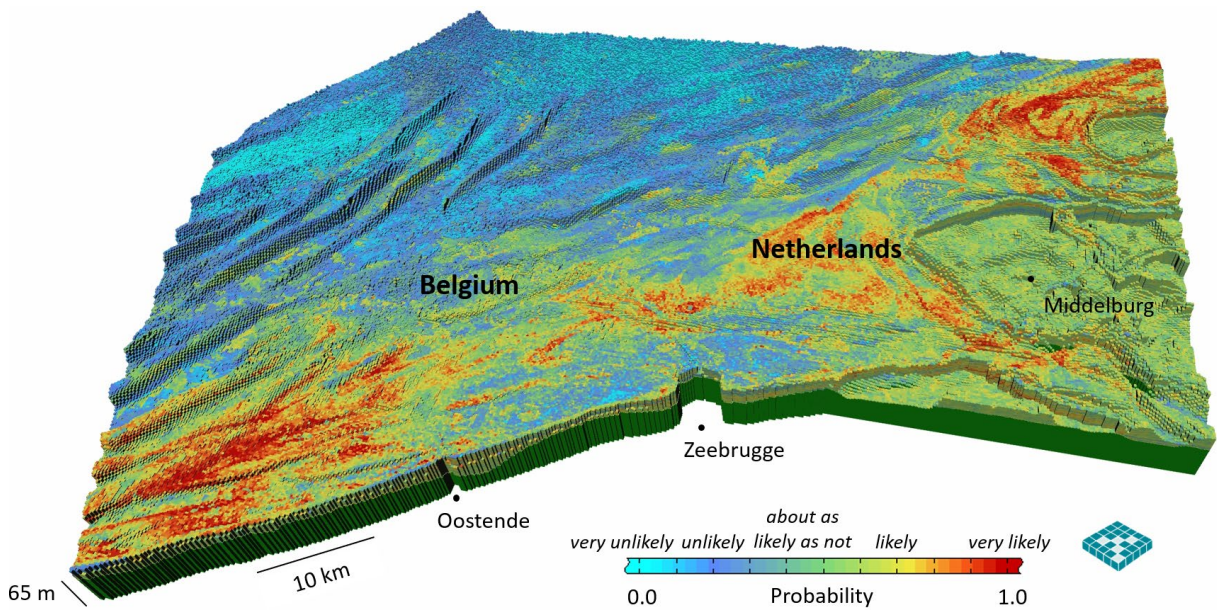 Netherlands
Belgium
Middelburg
Zeebrugge
Oostende
10 km
65 m
about as
very unlikely unlikely likely as not likely very likely
0.0 Probability 1.0